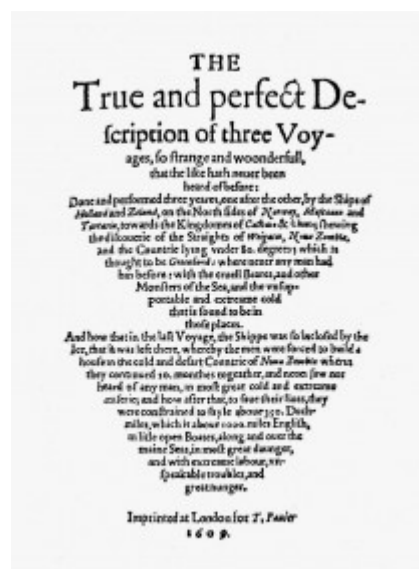 THE
True and perfect De-
ſcription of three Voy-
ages, ſo ſtrange and woonderfull,
that the like hath neuer been
heard of before:
Done and performed three yeares, one after the other, by the Ships of
Holland and Zeland, on the North ſides of Norway, Muſcouia and
Tartaria, towards the Kingdomes of Cathaia & China; ſhewing
the diſcouerie of the Straights of Weigates, Noua Zembla,
and the Countrie lying vnder 80. degrees; which is
thought to be Greenland: where neuer any man had
bin before: with the cruell Beares, and other
Monſters of the Sea, and the vnſup-
portable and extreame cold
that is found to be in
thoſe places.
And how that in the laſt Voyage, the Shippe was ſo incloſed by the
Ice, that it was left there, whereby the men were forced to build a
houſe in the cold and deſart Countrie of Noua Zembla wherin
they continued 10. monthes togeather, and neuer ſaw nor
heard of any man, in moſt great cold and extreame
miſerie; and how after that, to ſaue their liues, they
were conſtrained to ſayle aboue 350. Dutch
miles, which is aboue 1000. miles Engliſh,
in litle open Boates, along and ouer the
maine Seas, in moſt great daunger,
and with extreame labour, vn-
ſpeakable troubles, and
great hunger.
Imprinted at London for T. Pauier
1609.